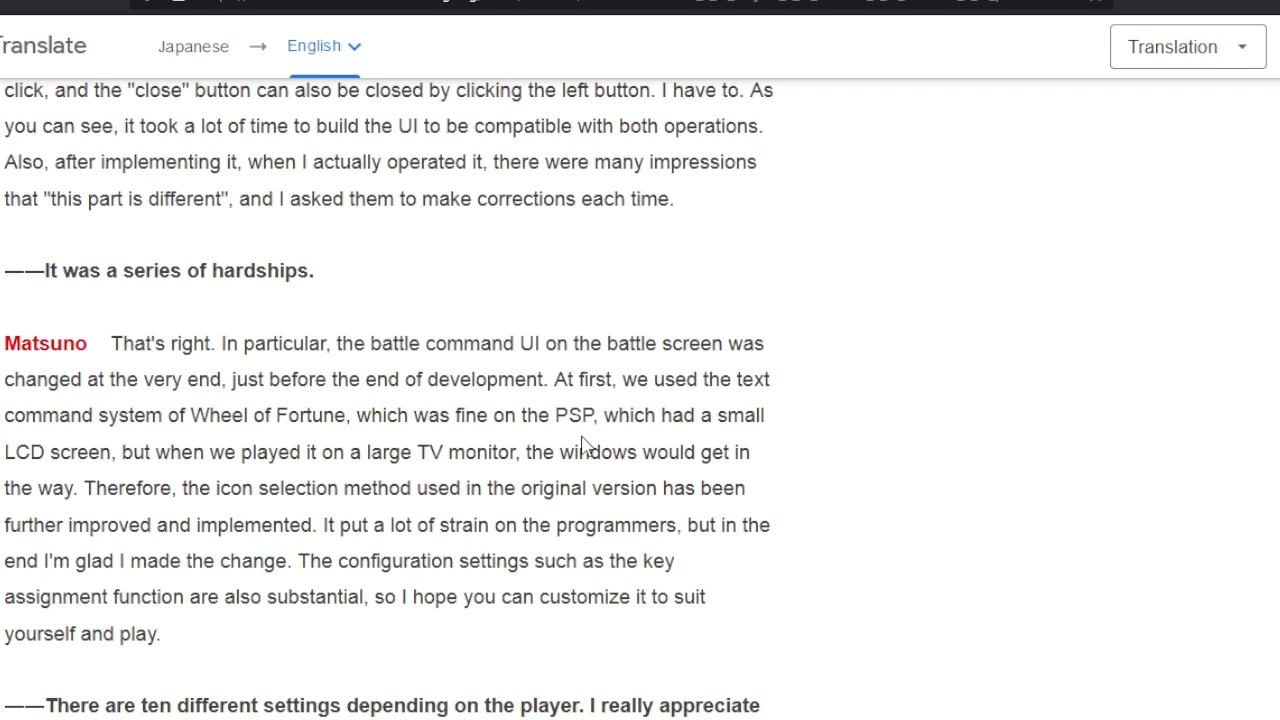 Translate
Japanese → English
Translation
click, and the "close" button can also be closed by clicking the left button. I have to. As
you can see, it took a lot of time to build the UI to be compatible with both operations.
Also, after implementing it, when I actually operated it, there were many impressions
that "this part is different", and I asked them to make corrections each time.
——It was a series of hardships.
Matsuno That's right. In particular, the battle command UI on the battle screen was
changed at the very end, just before the end of development. At first, we used the text
command system of Wheel of Fortune, which was fine on the PSP, which had a small
LCD screen, but when we played it on a large TV monitor, the windows would get in
the way. Therefore, the icon selection method used in the original version has been
further improved and implemented. It put a lot of strain on the programmers, but in the
end I'm glad I made the change. The configuration settings such as the key
assignment function are also substantial, so I hope you can customize it to suit
yourself and play.
——There are ten different settings depending on the player. I really appreciate